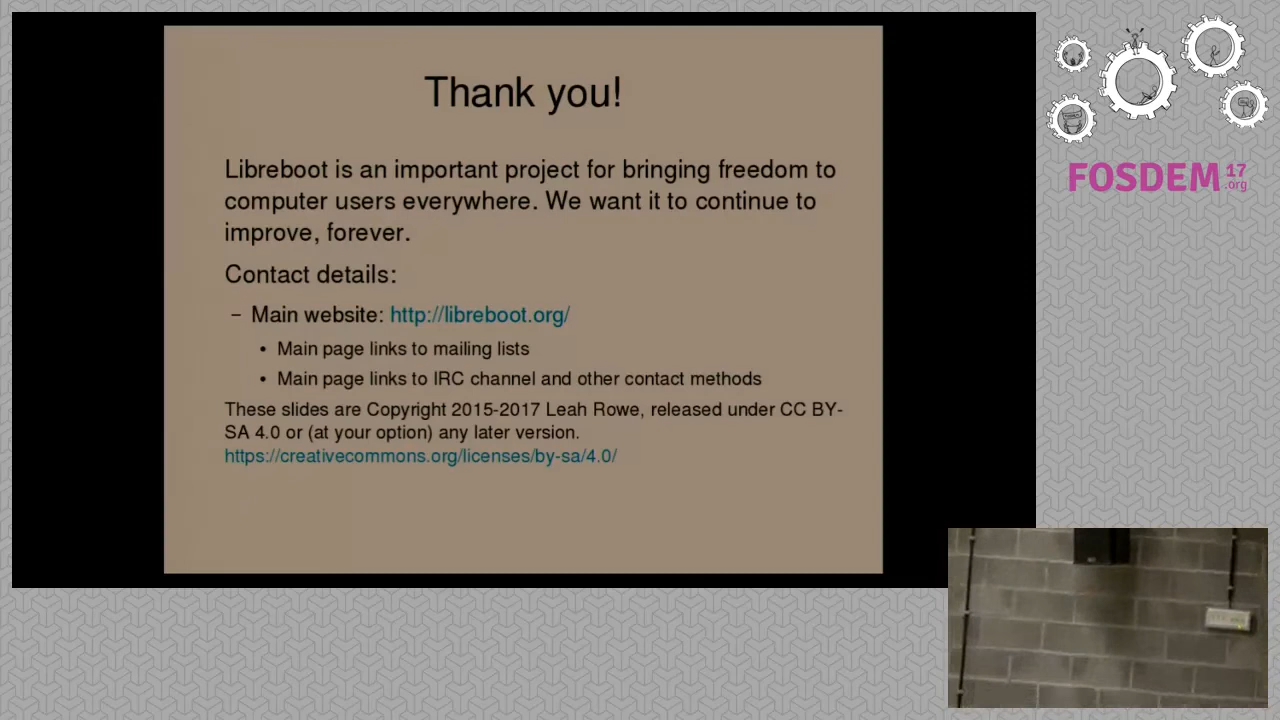 Thank you!
Libreboot is an important project for bringing freedom to
computer users everywhere. We want it to continue to
improve, forever.
Contact details:
– Main website: http://libreboot.org/
• Main page links to mailing lists
• Main page links to IRC channel and other contact methods
These slides are Copyright 2015-2017 Leah Rowe, released under CC BY-
SA 4.0 or (at your option) any later version.
https://creativecommons.org/licenses/by-sa/4.0/
FOSDEM 17
.org